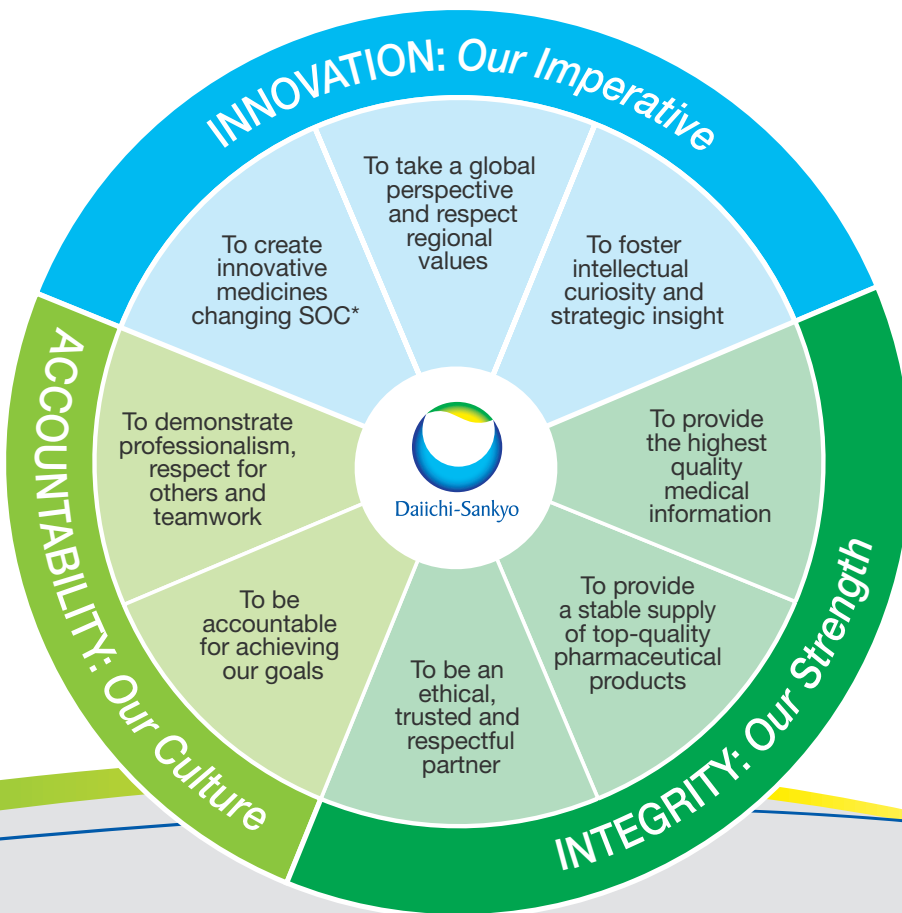 INNOVATION: Our Imperative
To create
innovative
medicines
changing SOC*
To take a global
perspective
and respect
regional
values
To foster
intellectual
curiosity and
strategic insight
INTEGRITY: Our Strength
To provide
the highest
quality
medical
information
To provide
a stable supply
of top-quality
pharmaceutical
products
To be an
ethical,
trusted and
respectful
partner
ACCOUNTABILITY: Our Culture
To be
accountable
for achieving
our goals
To demonstrate
professionalism,
respect for
others and
teamwork
Daiichi-Sankyo